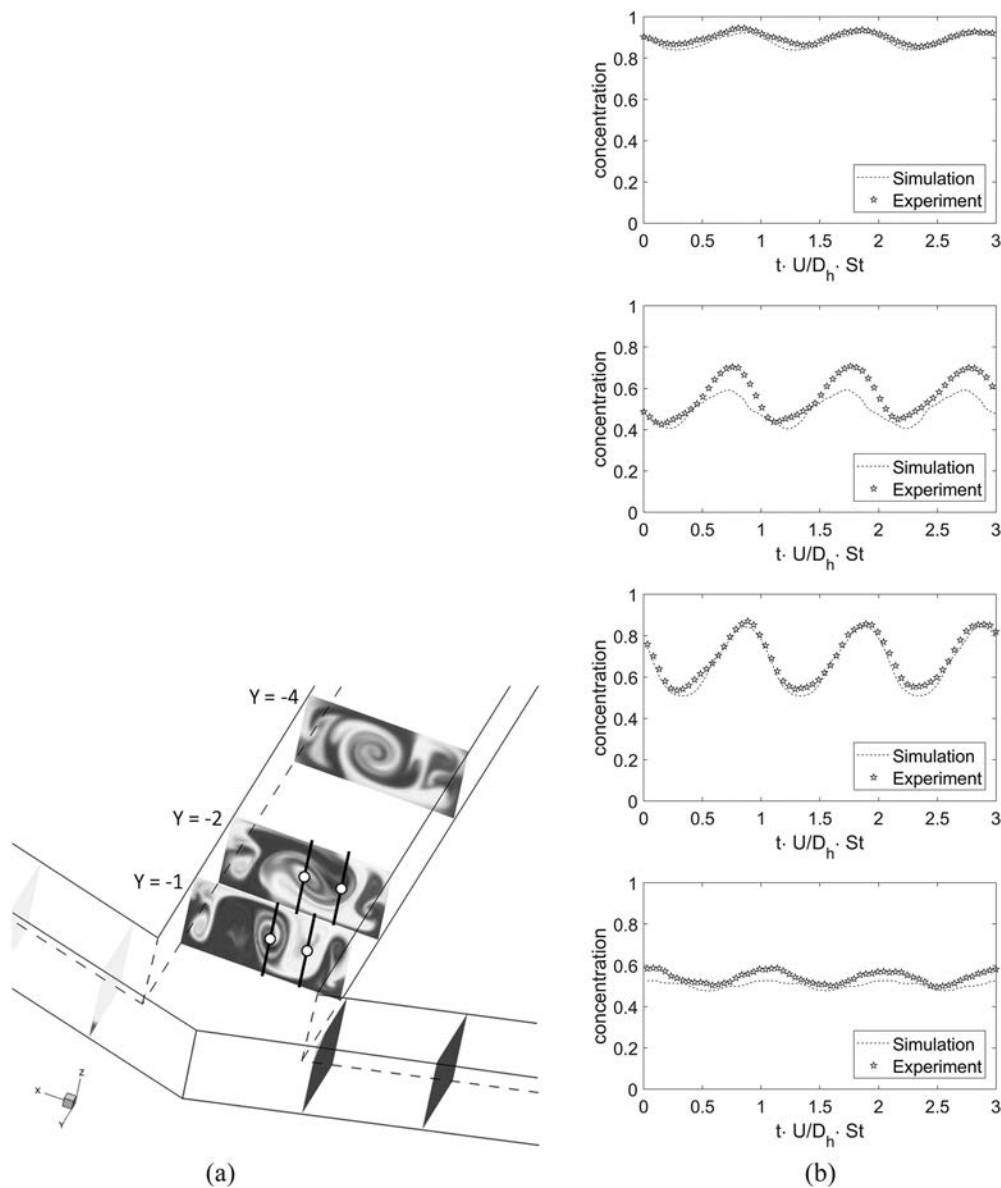 Y = -4
Y = -2
Y = -1
x
z
Y
(a)
1
0.8
0.6
0.4
0.2
0
concentration
Simulation
Experiment
0 0.5 1 1.5 2 2.5 3
t· U/D_h· St
1
0.8
0.6
0.4
0.2
0
concentration
Simulation
Experiment
0 0.5 1 1.5 2 2.5 3
t· U/D_h· St
1
0.8
0.6
0.4
0.2
0
concentration
Simulation
Experiment
0 0.5 1 1.5 2 2.5 3
t· U/D_h· St
1
0.8
0.6
0.4
0.2
0
concentration
Simulation
Experiment
0 0.5 1 1.5 2 2.5 3
t· U/D_h· St
(b)